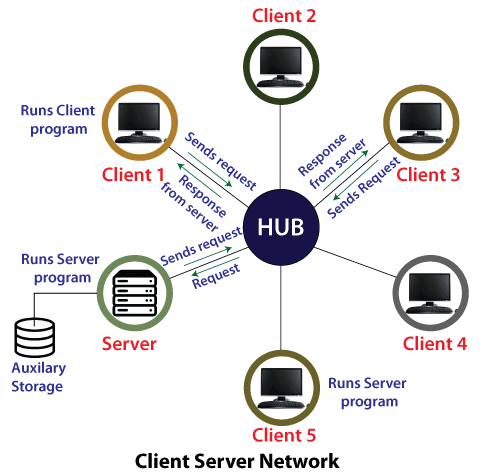 Client 2
Runs Client
program
Client 1
Sends request
Response
from server
Response
from server
Sends Request
Client 3
HUB
Runs Server
program
Sends request
Request
Server
Auxilary
Storage
Client 4
Runs Server
program
Client 5
Client Server Network